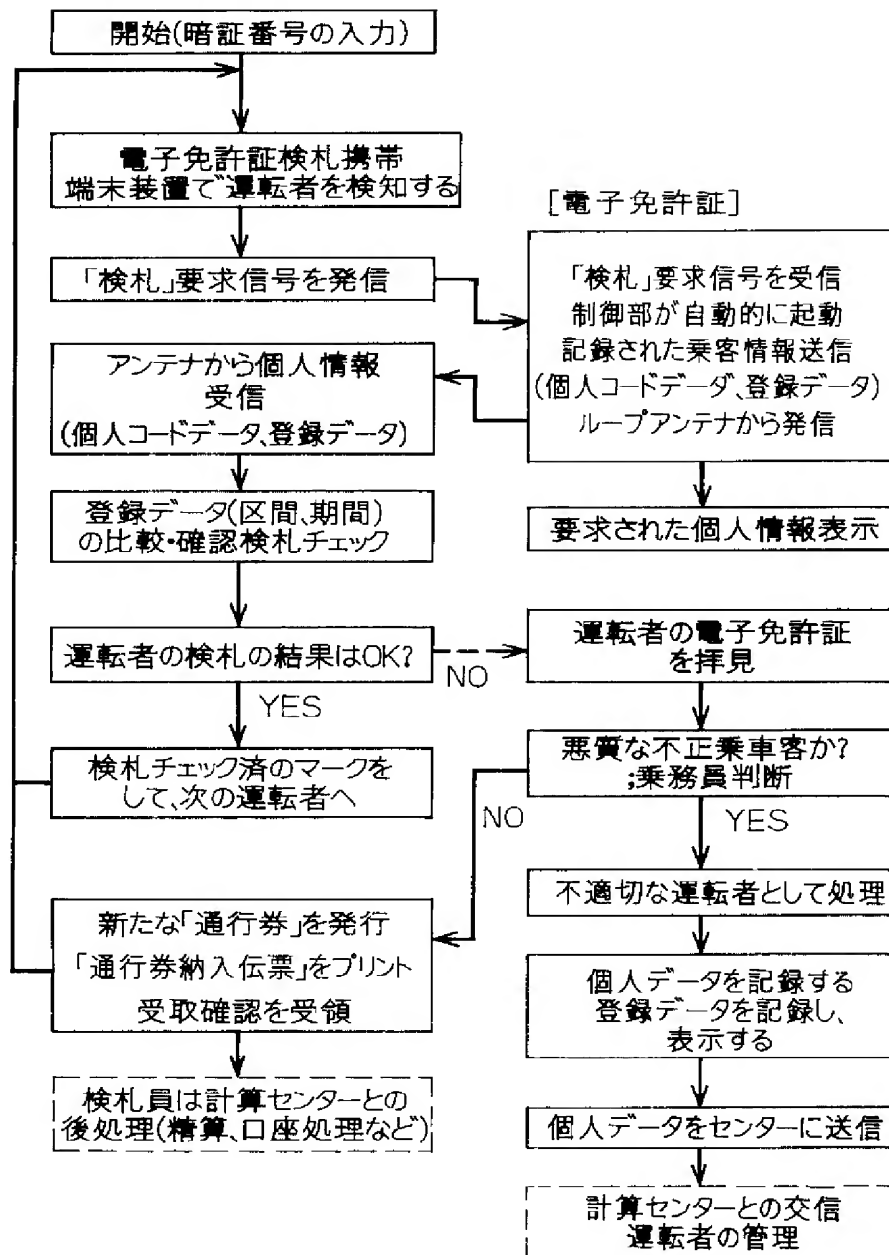 開始(暗証番号の入力)
電子免許証検札携帯
端末装置で運転者を検知する
「検札」要求信号を発信
[電子免許証]
「検札」要求信号を受信
制御部が自動的に起動
記録された乗客情報送信
(個人コードデーダ、登録データ)
ループアンテナから発信
アンテナから個人情報
受信
(個人コードデータ、登録データ)
要求された個人情報表示
登録データ(区間、期間)
の比較・確認検札チェック
運転者の検札の結果はOK?
NO
YES
運転者の電子免許証
を拝見
検札チェック済のマークを
して、次の運転者へ
悪質な不正乗車客か?
;乗務員判断
NO
YES
不適切な運転者として処理
新たな「通行券」を発行
「通行券納入伝票」をプリント
受取確認を受領
個人データを記録する
登録データを記録し、
表示する
検札員は計算センターとの
後処理(精算、口座処理など)
個人データをセンターに送信
計算センターとの交信
運転者の管理